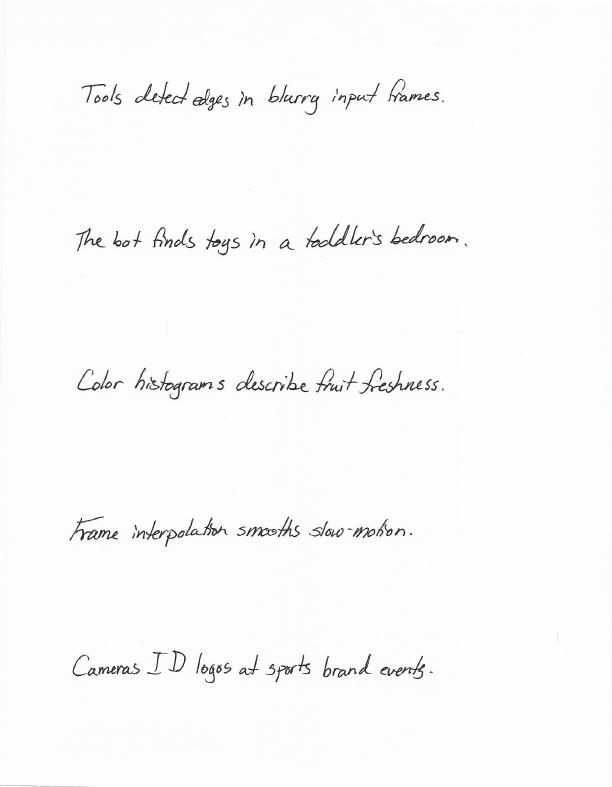 Tools detect edges in blurry input frames.
The bot finds toys in a toddler's bedroom.
Color histograms describe fruit freshness.
Frame interpolation smooths slow-motion.
Cameras ID logos at sports brand events.